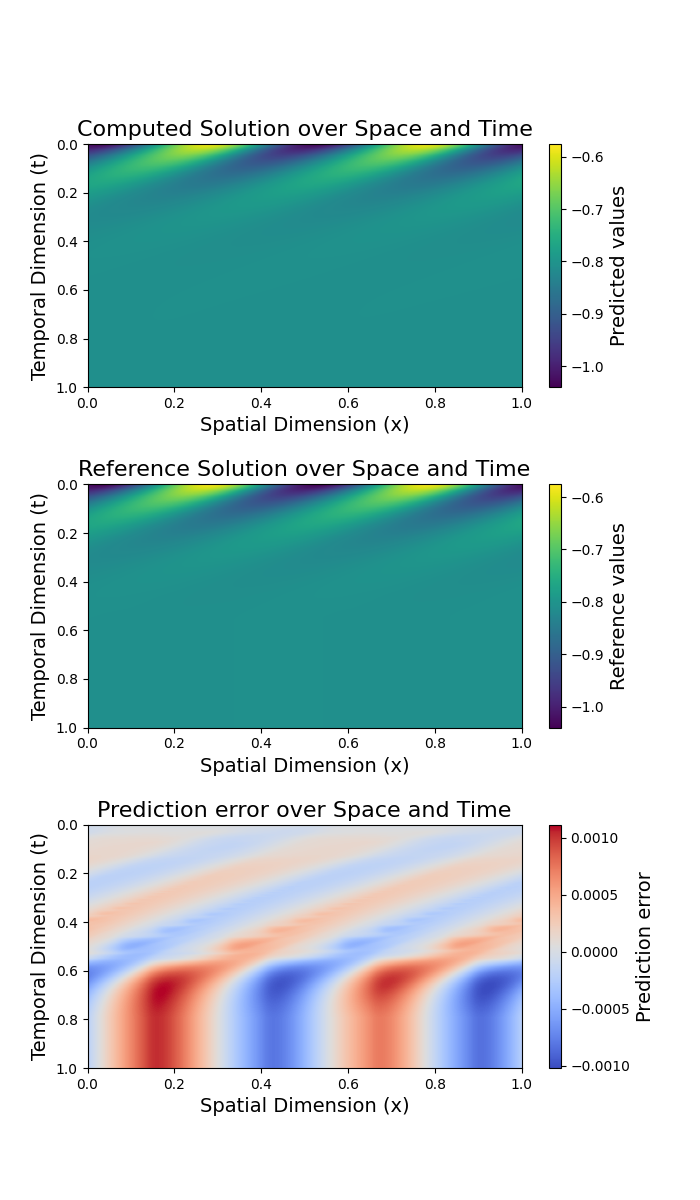 Computed Solution over Space and Time
Temporal Dimension (t)
0.0
0.2
0.4
0.6
0.8
1.0
0.0 0.2 0.4 0.6 0.8 1.0
Spatial Dimension (x)
−0.6
−0.7
−0.8
−0.9
−1.0
Predicted values
Reference Solution over Space and Time
Temporal Dimension (t)
0.0
0.2
0.4
0.6
0.8
1.0
0.0 0.2 0.4 0.6 0.8 1.0
Spatial Dimension (x)
−0.6
−0.7
−0.8
−0.9
−1.0
Reference values
Prediction error over Space and Time
Temporal Dimension (t)
0.0
0.2
0.4
0.6
0.8
1.0
0.0 0.2 0.4 0.6 0.8 1.0
Spatial Dimension (x)
0.0010
0.0005
0.0000
−0.0005
−0.0010
Prediction error